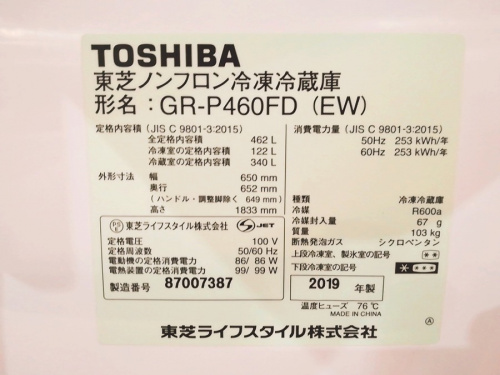 TOSHIBA
東芝ノンフロン冷凍冷蔵庫
形名：GR-P460FD (EW)
定格内容積（JIS C 9801-3:2015）
全定格内容積 462 L
冷凍室の定格内容積 122 L
冷蔵室の定格内容積 340 L
外形寸法 幅 650 mm
奥行 652 mm
（ハンドル・調整脚除く 649 mm）
高さ 1833 mm
東芝ライフスタイル株式会社 JET
定格電圧 100 V
定格周波数 50/60 Hz
電動機の定格消費電力 86/ 86 W
電熱装置の定格消費電力 99/ 99 W
製造番号 87007387
消費電力量（JIS C 9801-3:2015）
50Hz 253 kWh/年
60Hz 253 kWh/年
種類 冷凍冷蔵庫
冷媒 R600a
冷媒封入量 67 g
質量 103 kg
断熱発泡ガス シクロペンタン
上段冷凍室、製氷室の記号 **
下段冷凍室の記号 * ***
2019 年製
温度ヒューズ 76℃
MADE IN CHINA
東芝ライフスタイル株式会社
Ⓐ